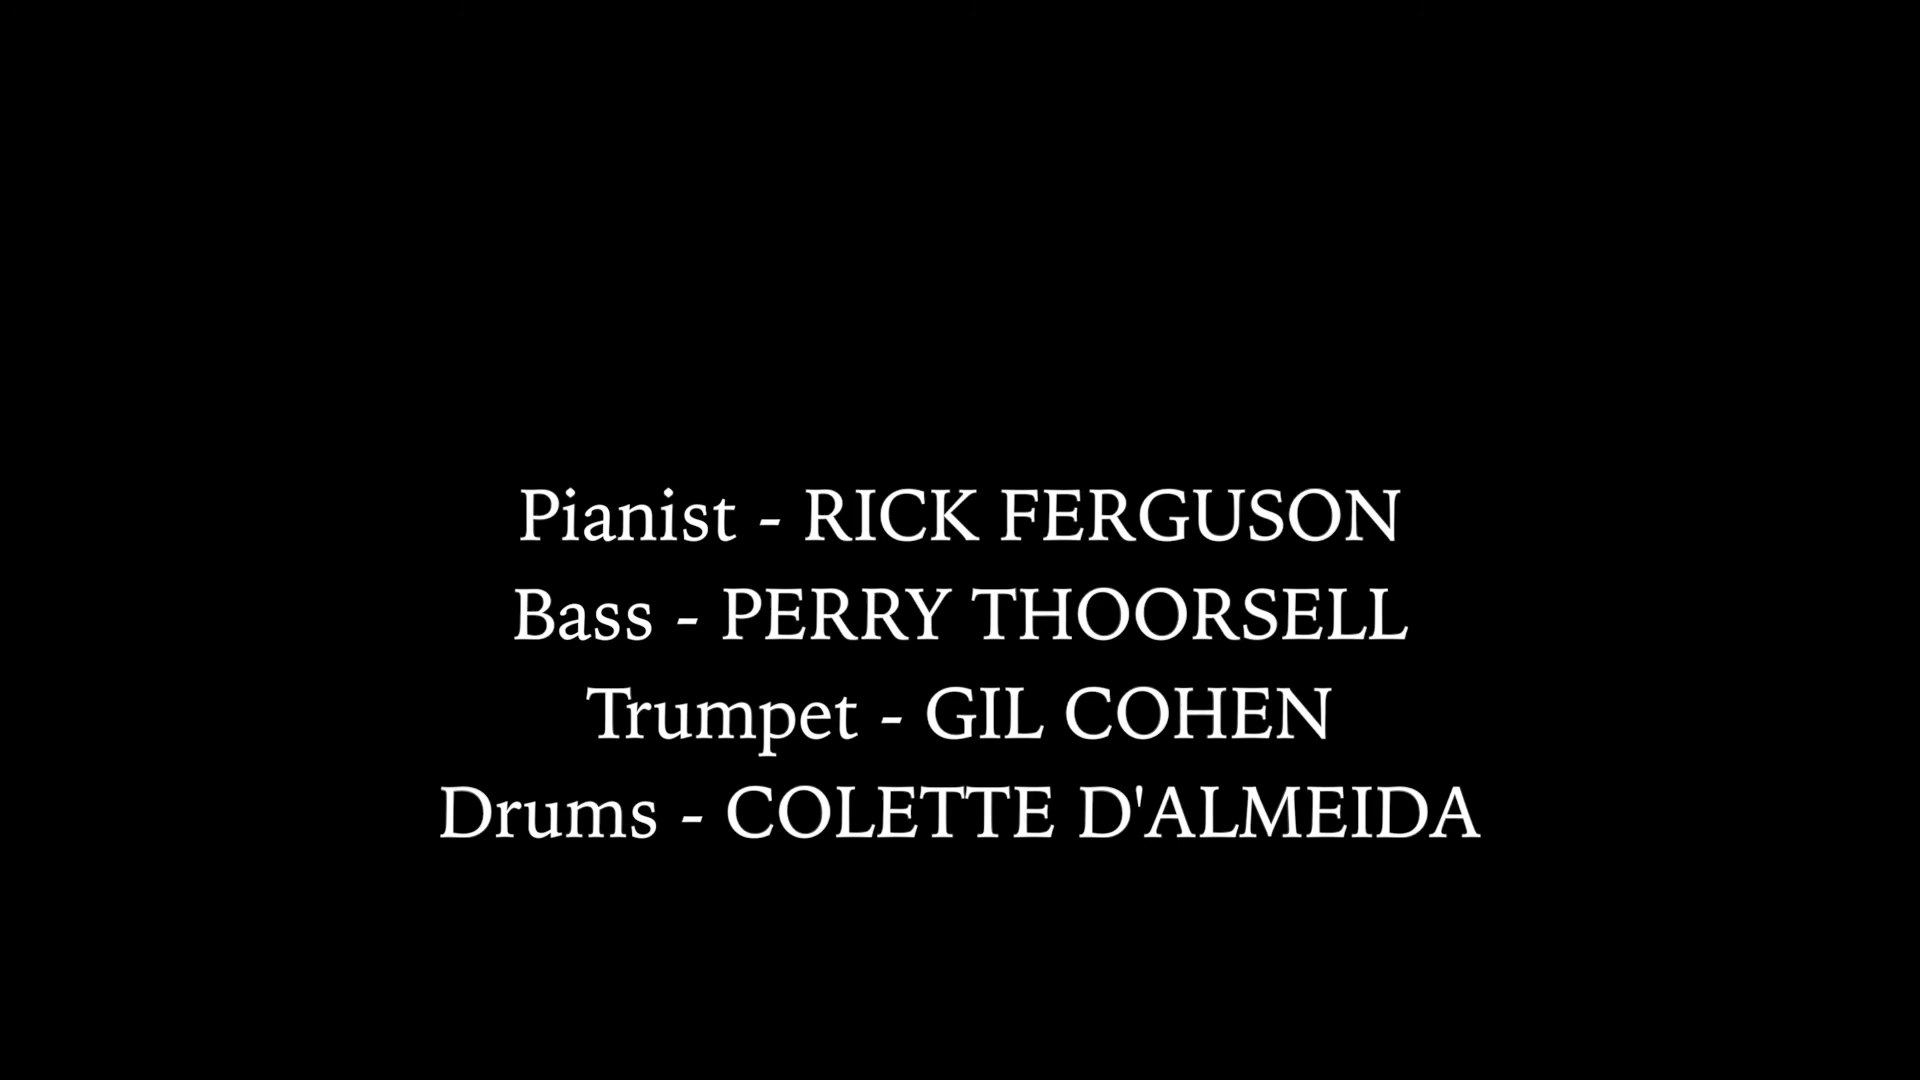 Pianist - RICK FERGUSON
Bass - PERRY THOORSELL
Trumpet - GIL COHEN
Drums - COLETTE D'ALMEIDA